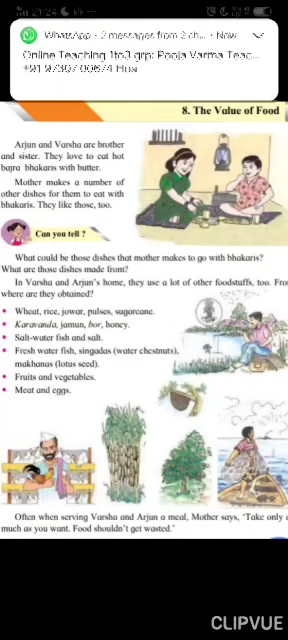 21:24
WhatsApp • 2 messages from 2 ch... • Now
Online Teaching 1to3 grp: Pooja Varma Teac...
8. The Value of Food
Arjun and Varsha are brother
and sister. They love to eat hot
bajra bhakaris with butter.
Mother makes a number of
other dishes for them to eat with
bhakaris. They like those, too.
Can you tell ?
What could be those dishes that mother makes to go with bhakaris?
What are those dishes made from?
In Varsha and Arjun's home, they use a lot of other foodstuffs, too. Fro
where are they obtained?
• Wheat, rice, jowar, pulses, sugarcane.
• Karavanda, jamun, bor, honey.
• Salt-water fish and salt.
• Fresh water fish, singadas (water chestnuts),
makhanas (lotus seed).
• Fruits and vegetables.
• Meat and eggs.
Often when serving Varsha and Arjun a meal, Mother says, 'Take only
much as you want. Food shouldn't get wasted.'
CLIPVUE